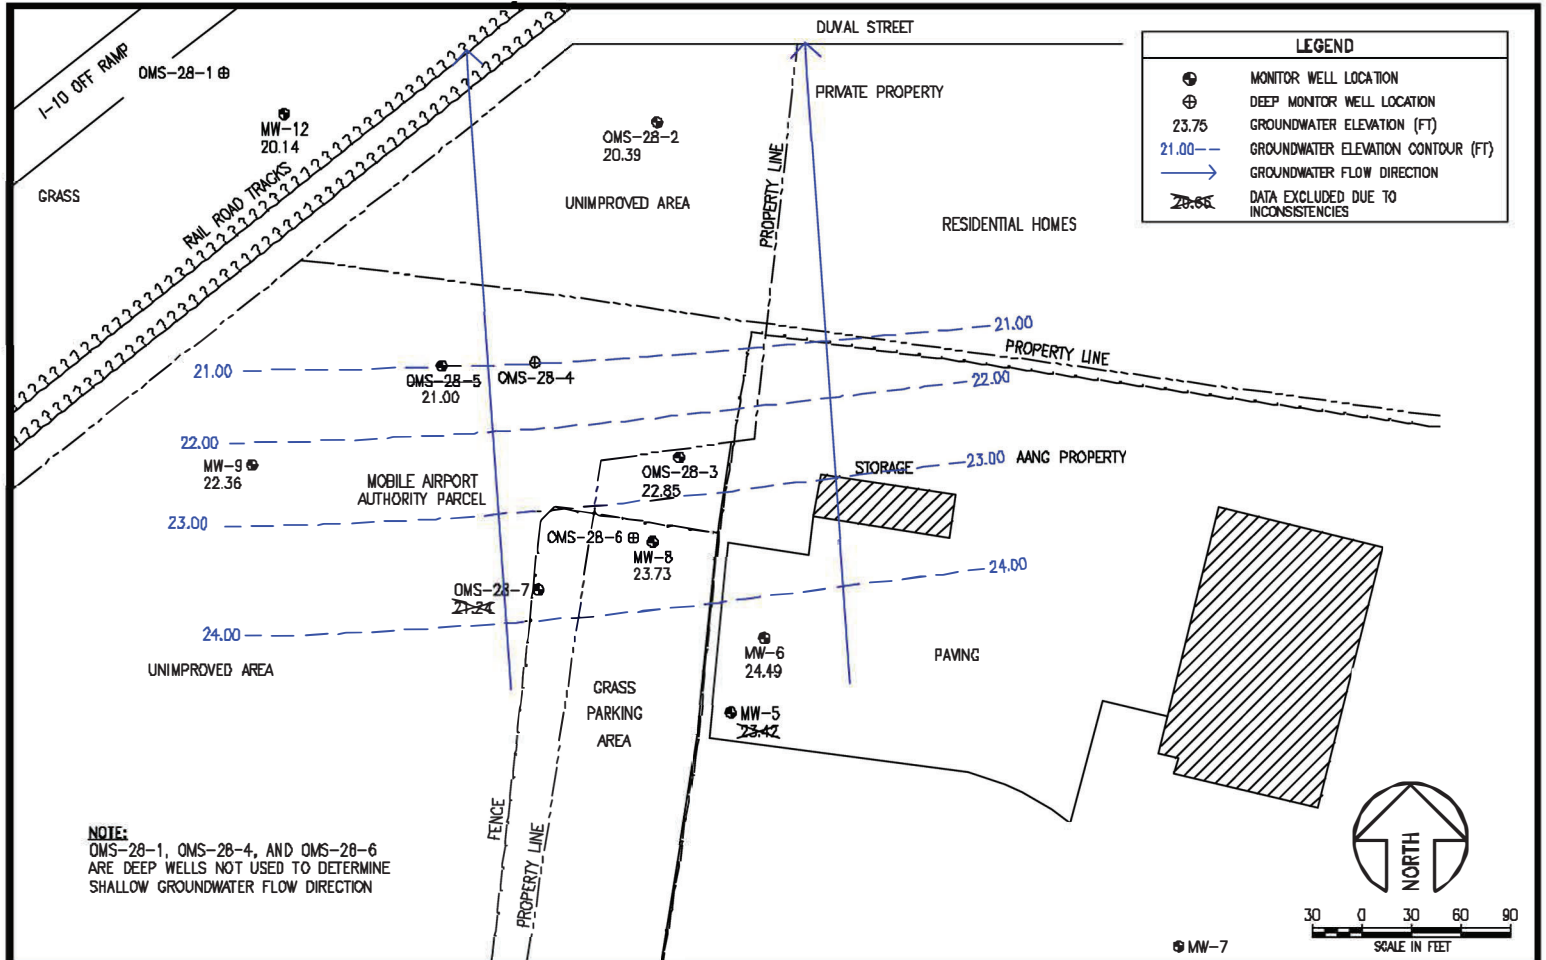 DUVAL STREET
I-10 OFF RAMP
OMS-28-1
MW-12
20.14
RAIL ROAD TRACKS
GRASS
OMS-28-2
20.39
UNIMPROVED AREA
PROPERTY LINE
PRIVATE PROPERTY
RESIDENTIAL HOMES
LEGEND
MONITOR WELL LOCATION
DEEP MONITOR WELL LOCATION
23.75 GROUNDWATER ELEVATION (FT)
21.00-- GROUNDWATER ELEVATION CONTOUR (FT)
GROUNDWATER FLOW DIRECTION
DATA EXCLUDED DUE TO
INCONSISTENCIES
21.00
21.00
PROPERTY LINE
OMS-28-5
21.00
OMS-28-4
22.00
22.00
MW-9
22.36
MOBILE AIRPORT
AUTHORITY PARCEL
OMS-28-3
22.85
STORAGE
23.00
AANG PROPERTY
23.00
OMS-28-6
MW-8
23.73
OMS-28-7
21.24
24.00
24.00
UNIMPROVED AREA
MW-6
24.49
PAVING
GRASS
PARKING
AREA
MW-5
23.42
FENCE
PROPERTY LINE
NOTE:
OMS-28-1, OMS-28-4, AND OMS-28-6
ARE DEEP WELLS NOT USED TO DETERMINE
SHALLOW GROUNDWATER FLOW DIRECTION
NORTH
30 0 30 60 90
SCALE IN FEET
MW-7